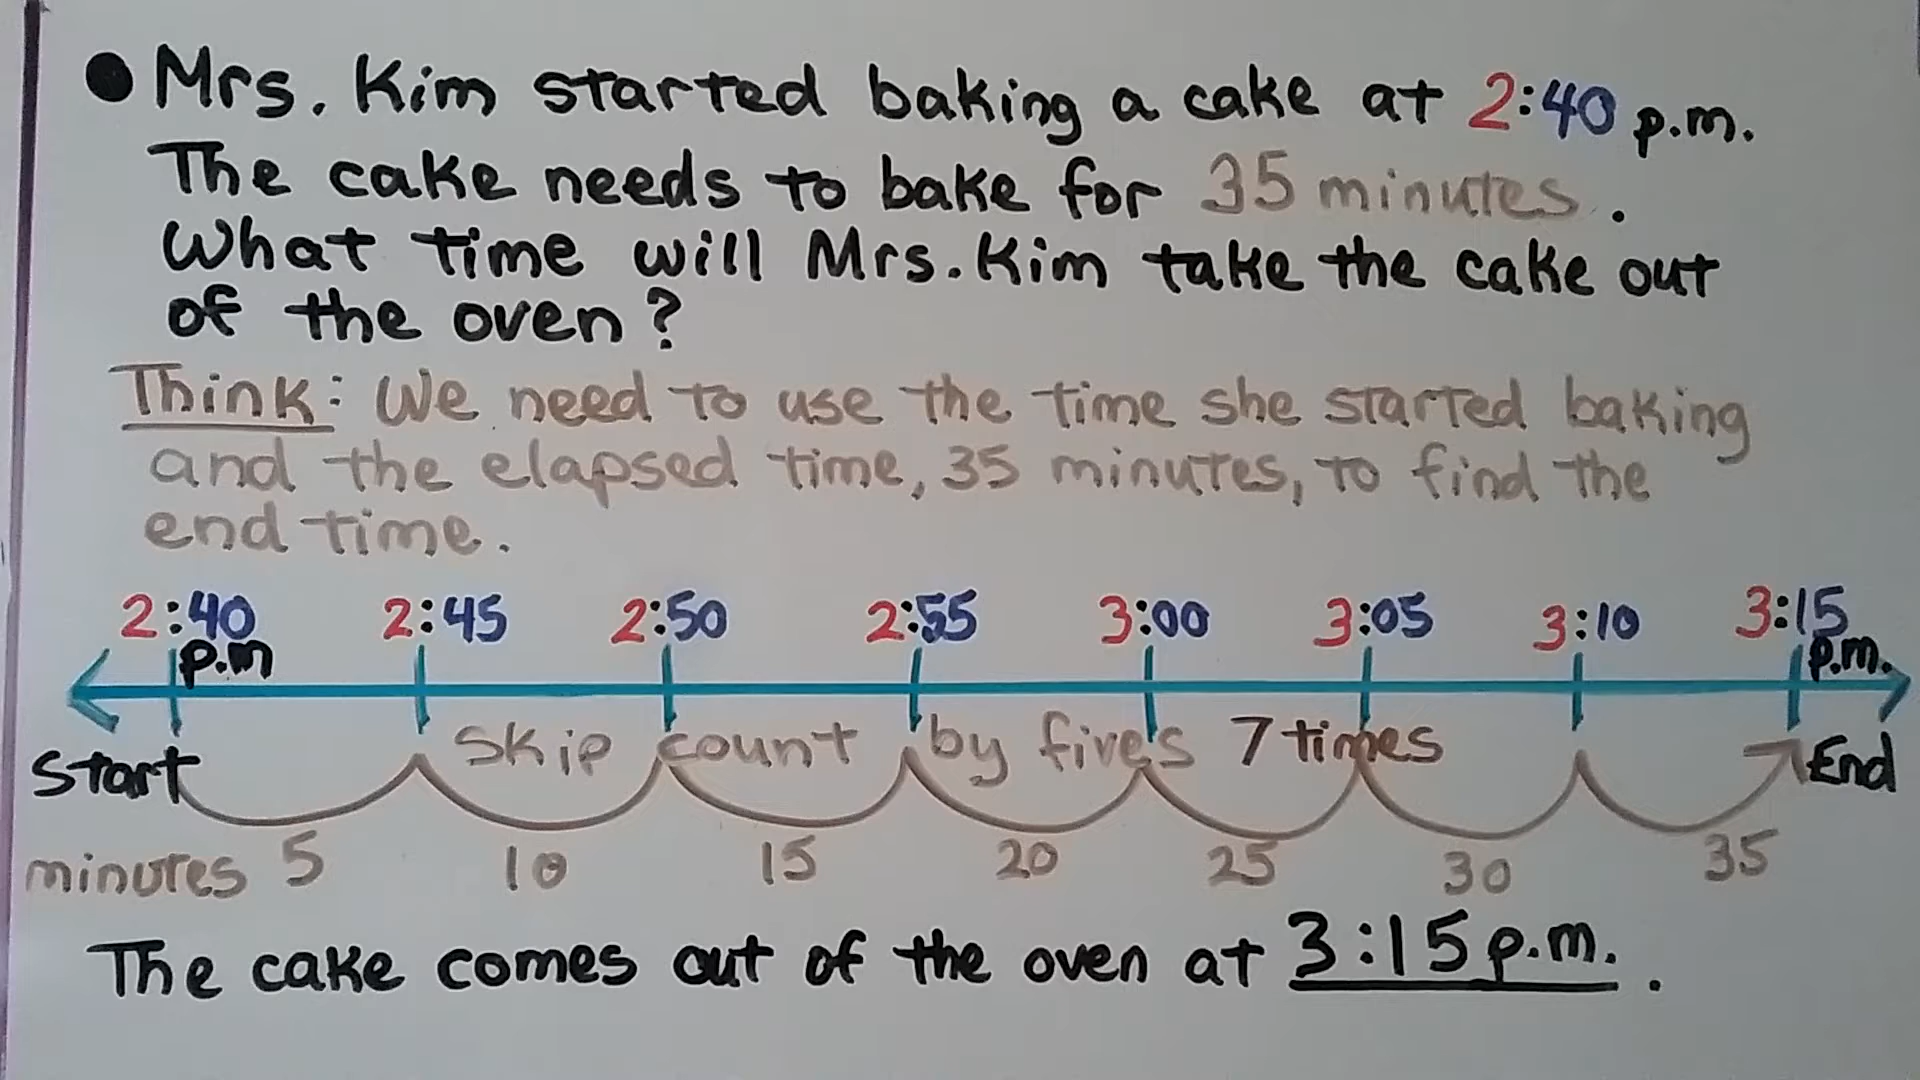 ● Mrs. Kim started baking a cake at 2:40 p.m.
The cake needs to bake for 35 minutes.
What time will Mrs. Kim take the cake out
of the oven?
Think: We need to use the time she started baking
and the elapsed time, 35 minutes, to find the
end time.
2:40 p.m 2:45 2:50 2:55 3:00 3:05 3:10 3:15 p.m.
Skip count by fives 7 times
Start End
minutes 5 10 15 20 25 30 35
The cake comes out of the oven at 3:15 p.m..